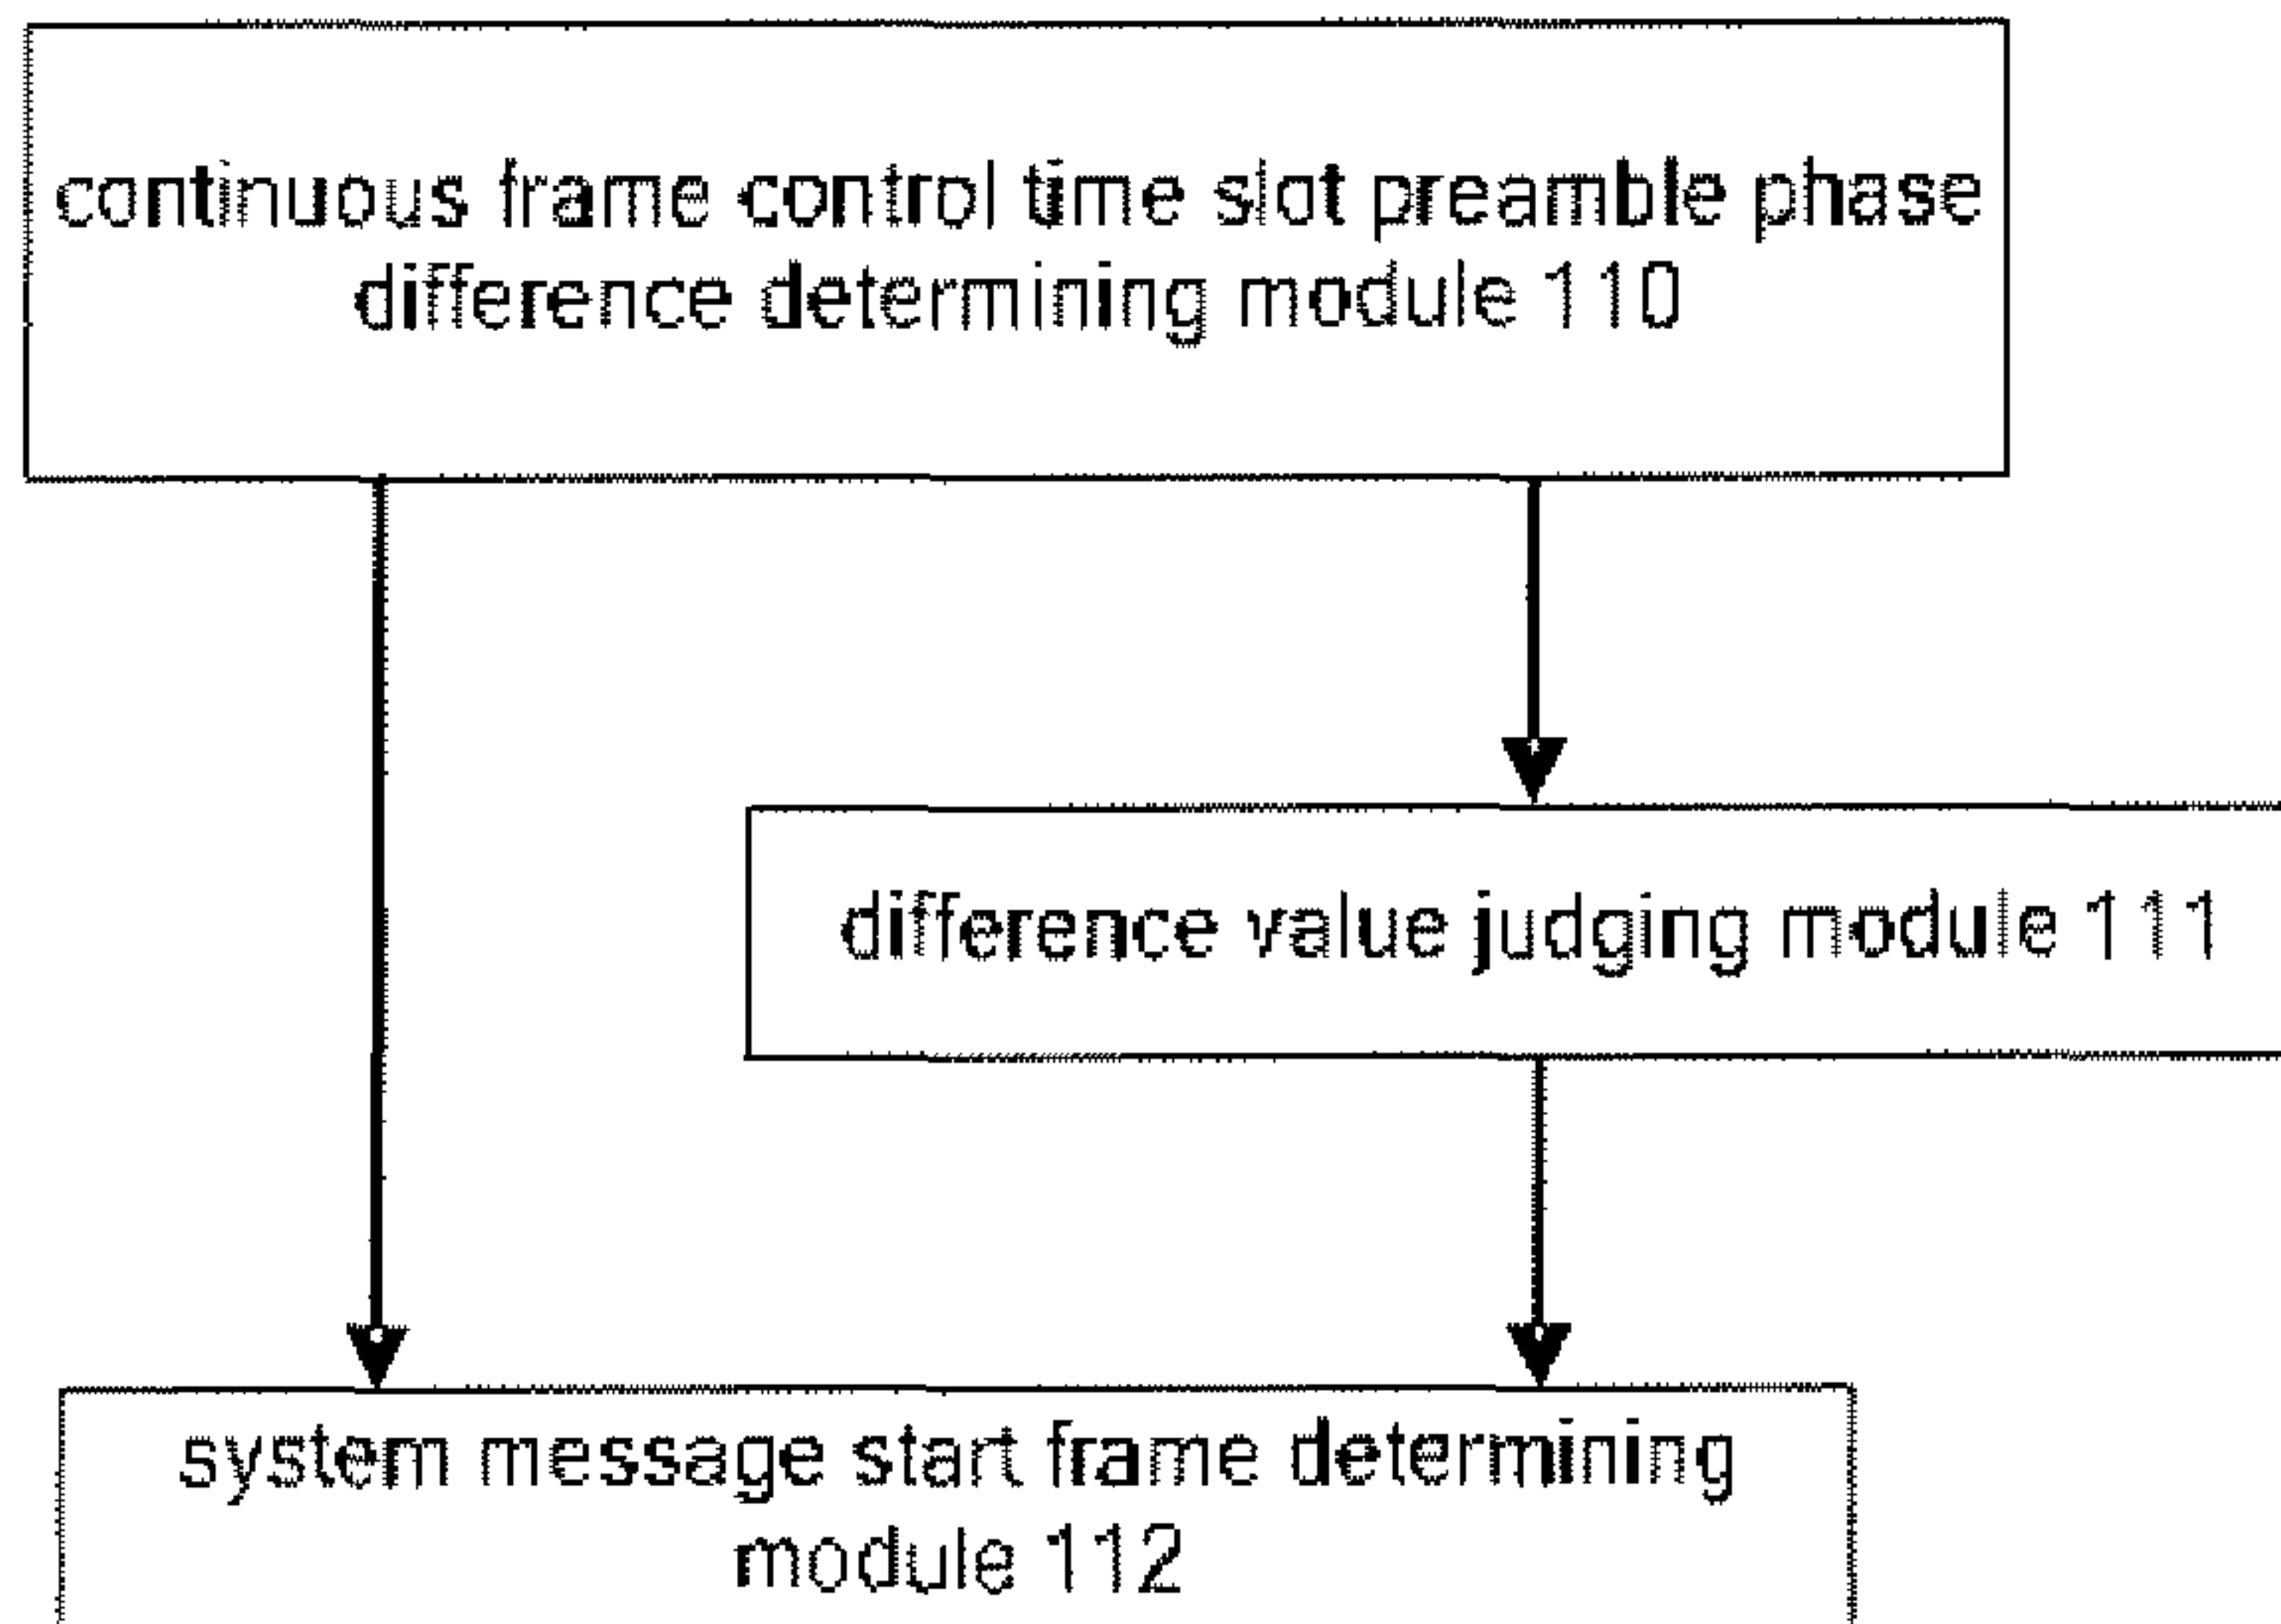 continuous frame control time slot preamble phase
difference determining module 110
difference value judging module 111
system message start frame determining
module 112